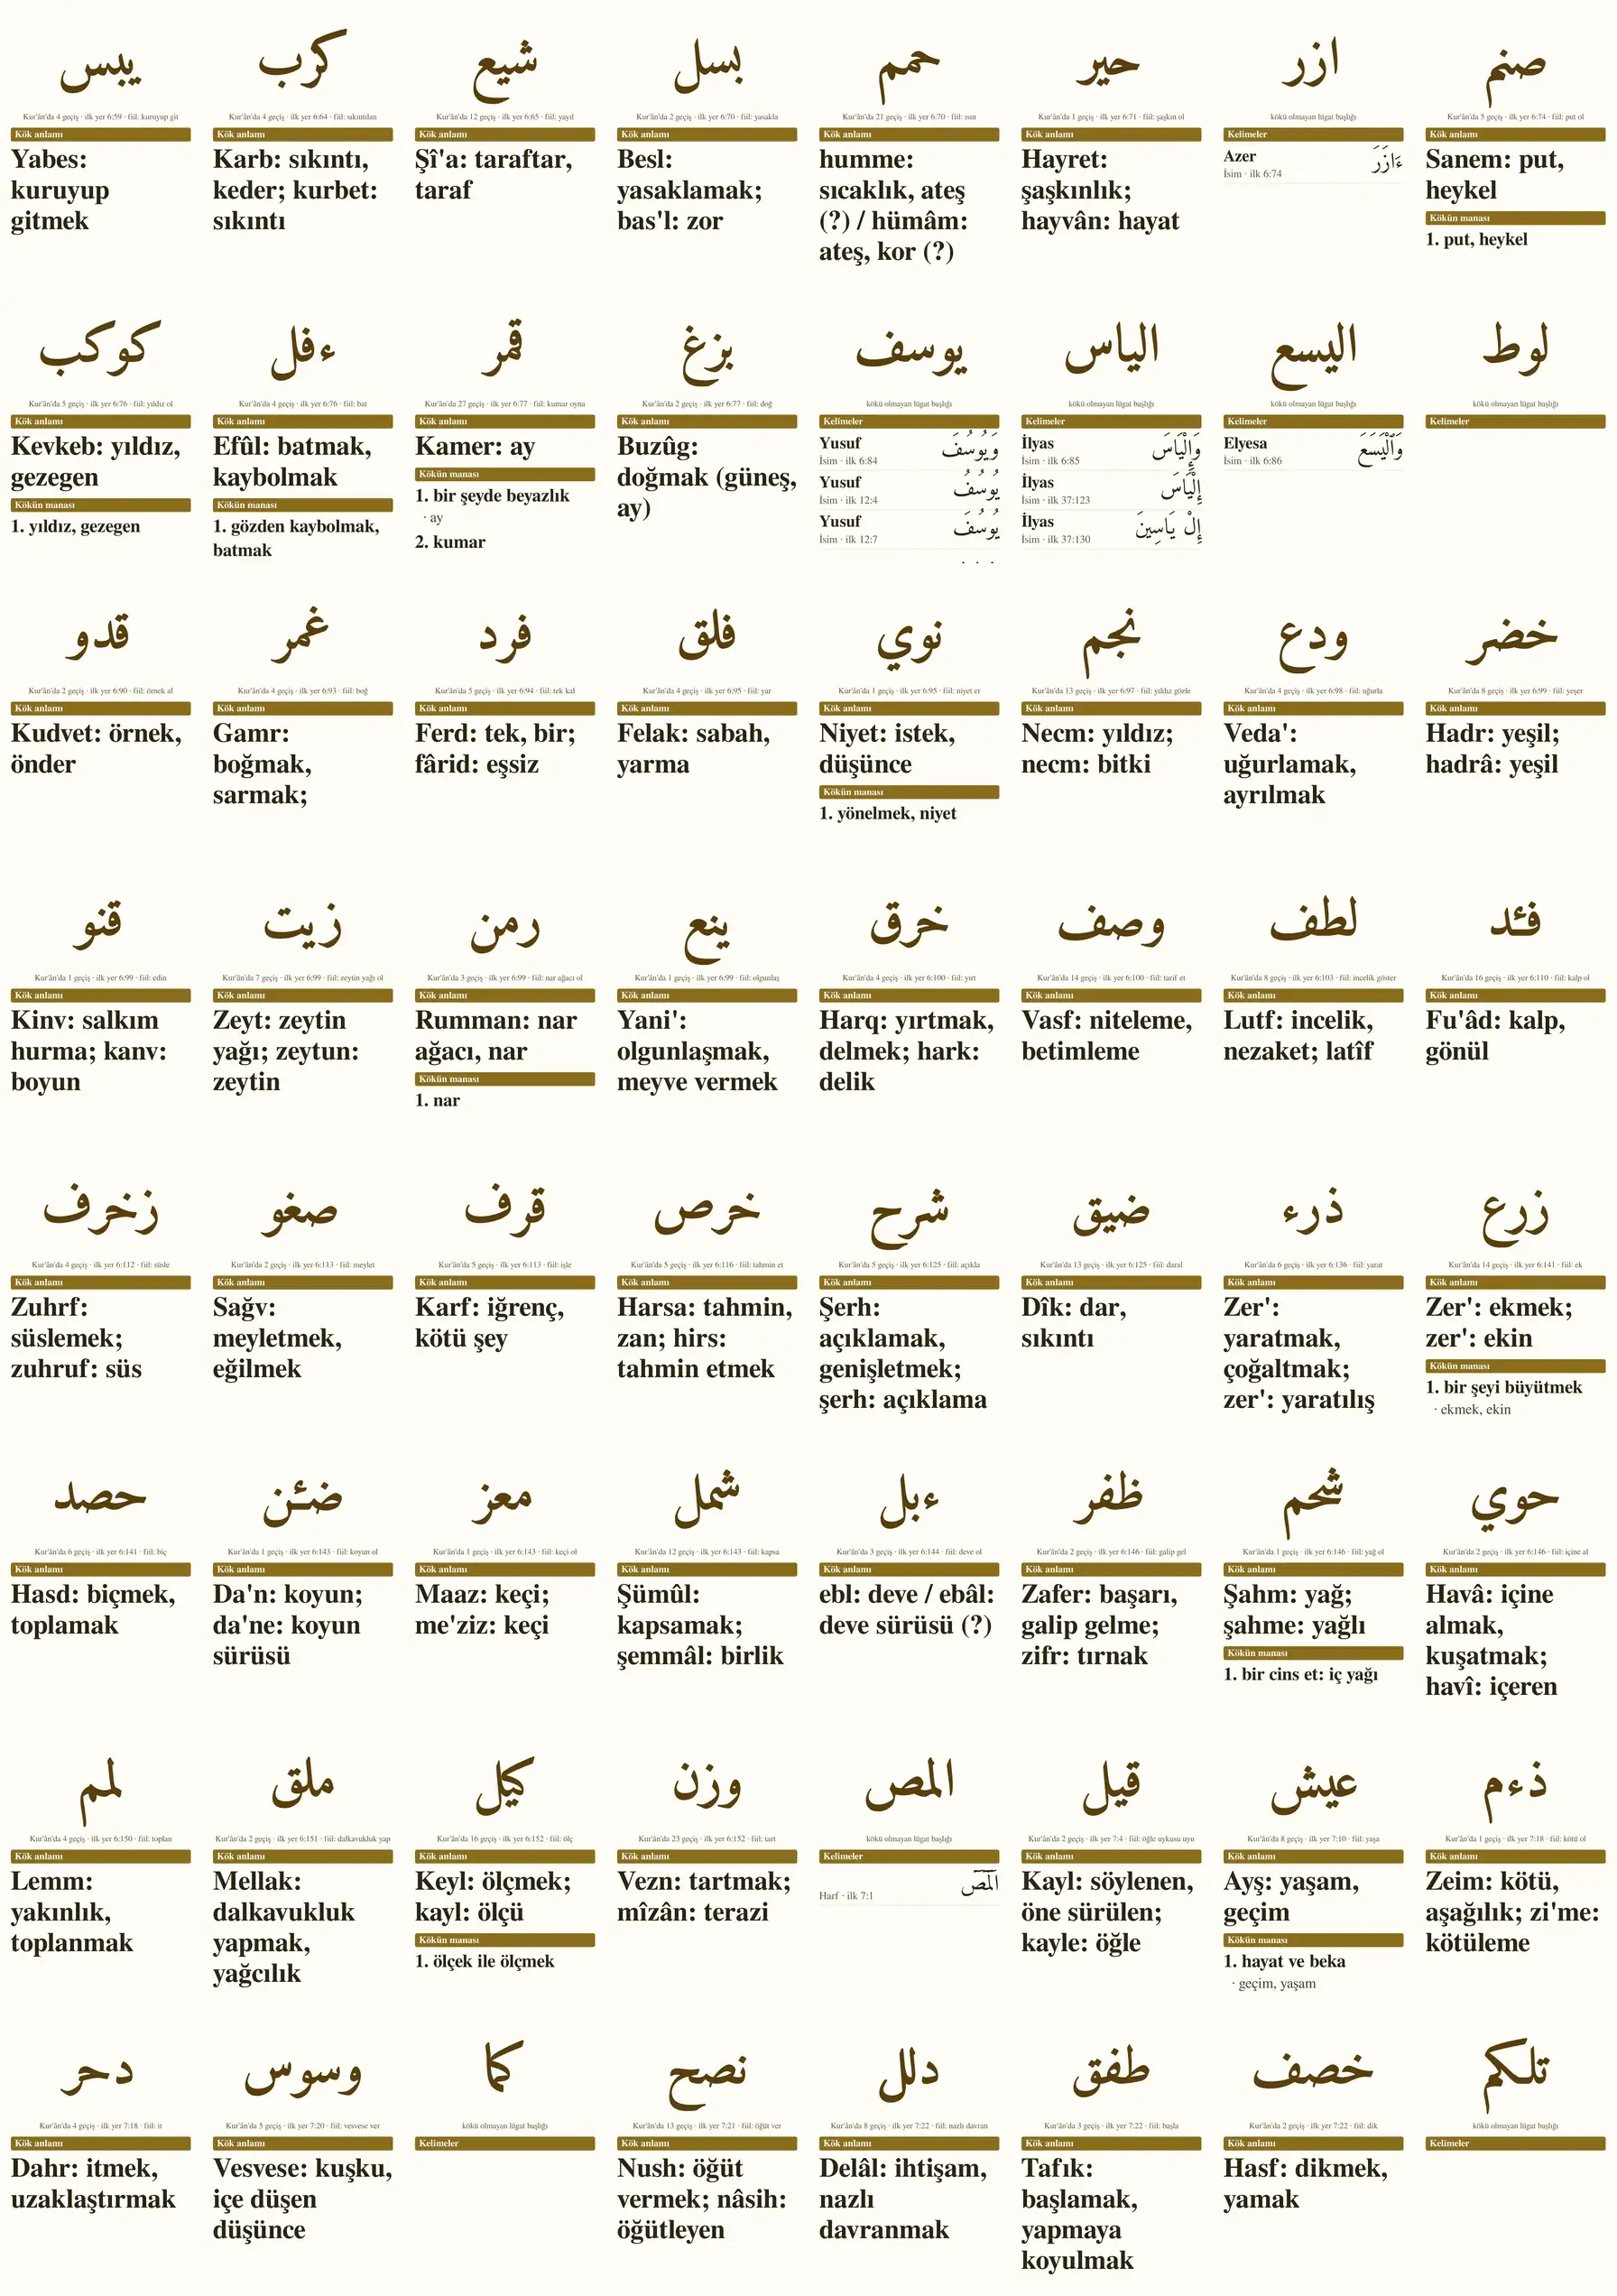 يبس
Kur'ân'da 4 geçiş · ilk yer 6:59 · fiil: kuruyup git
Kök anlamı
Yabes:
kuruyup
gitmek
كرب
Kur'ân'da 4 geçiş · ilk yer 6:64 · fiil: sıkıntılan
Kök anlamı
Karb: sıkıntı,
keder; kurbet:
sıkıntı
شيع
Kur'ân'da 12 geçiş · ilk yer 6:65 · fiil: yayıl
Kök anlamı
Şî'a: taraftar,
taraf
بسل
Kur'ân'da 2 geçiş · ilk yer 6:70 · fiil: yasakla
Kök anlamı
Besl:
yasaklamak;
bas'l: zor
حمم
Kur'ân'da 21 geçiş · ilk yer 6:70 · fiil: ısın
Kök anlamı
humme:
sıcaklık, ateş
(?) / hümâm:
ateş, kor (?)
حير
Kur'ân'da 1 geçiş · ilk yer 6:71 · fiil: şaşkın ol
Kök anlamı
Hayret:
şaşkınlık;
hayvân: hayat
ازر
kökü olmayan lügat başlığı
Kelimeler
Azer ءَازَرَ
İsim · ilk 6:74
صنم
Kur'ân'da 5 geçiş · ilk yer 6:74 · fiil: put ol
Kök anlamı
Sanem: put,
heykel
Kökün manası
1. put, heykel
كوكب
Kur'ân'da 5 geçiş · ilk yer 6:76 · fiil: yıldız ol
Kök anlamı
Kevkeb: yıldız,
gezegen
Kökün manası
1. yıldız, gezegen
ءفل
Kur'ân'da 4 geçiş · ilk yer 6:76 · fiil: bat
Kök anlamı
Efûl: batmak,
kaybolmak
Kökün manası
1. gözden kaybolmak,
batmak
قمر
Kur'ân'da 27 geçiş · ilk yer 6:77 · fiil: kumar oyna
Kök anlamı
Kamer: ay
Kökün manası
1. bir şeyde beyazlık
· ay
2. kumar
بزغ
Kur'ân'da 2 geçiş · ilk yer 6:77 · fiil: doğ
Kök anlamı
Buzûg:
doğmak (güneş,
ay)
يوسف
kökü olmayan lügat başlığı
Kelimeler
Yusuf وَيُوسُفَ
İsim · ilk 6:84
Yusuf يُوسُفُ
İsim · ilk 12:4
Yusuf يُوسُفَ
İsim · ilk 12:7
الياس
kökü olmayan lügat başlığı
Kelimeler
İlyas وَإِلْيَاسَ
İsim · ilk 6:85
İlyas إِلْيَاسَ
İsim · ilk 37:123
İlyas إِلْ يَاسِينَ
İsim · ilk 37:130
اليسع
kökü olmayan lügat başlığı
Kelimeler
Elyesa وَٱلْيَسَعَ
İsim · ilk 6:86
لوط
kökü olmayan lügat başlığı
Kelimeler
قدو
Kur'ân'da 2 geçiş · ilk yer 6:90 · fiil: örnek al
Kök anlamı
Kudvet: örnek,
önder
غمر
Kur'ân'da 4 geçiş · ilk yer 6:93 · fiil: boğ
Kök anlamı
Gamr:
boğmak,
sarmak;
فرد
Kur'ân'da 5 geçiş · ilk yer 6:94 · fiil: tek kal
Kök anlamı
Ferd: tek, bir;
fârid: eşsiz
فلق
Kur'ân'da 4 geçiş · ilk yer 6:95 · fiil: yar
Kök anlamı
Felak: sabah,
yarma
نوي
Kur'ân'da 1 geçiş · ilk yer 6:95 · fiil: niyet et
Kök anlamı
Niyet: istek,
düşünce
Kökün manası
1. yönelmek, niyet
نجم
Kur'ân'da 13 geçiş · ilk yer 6:97 · fiil: yıldız gözle
Kök anlamı
Necm: yıldız;
necm: bitki
ودع
Kur'ân'da 4 geçiş · ilk yer 6:98 · fiil: uğurla
Kök anlamı
Veda':
uğurlamak,
ayrılmak
خضر
Kur'ân'da 8 geçiş · ilk yer 6:99 · fiil: yeşer
Kök anlamı
Hadr: yeşil;
hadrâ: yeşil
قنو
Kur'ân'da 1 geçiş · ilk yer 6:99 · fiil: edin
Kök anlamı
Kinv: salkım
hurma; kanv:
boyun
زيت
Kur'ân'da 7 geçiş · ilk yer 6:99 · fiil: zeytin yağı ol
Kök anlamı
Zeyt: zeytin
yağı; zeytun:
zeytin
رمن
Kur'ân'da 3 geçiş · ilk yer 6:99 · fiil: nar ağacı ol
Kök anlamı
Rumman: nar
ağacı, nar
Kökün manası
1. nar
ينع
Kur'ân'da 1 geçiş · ilk yer 6:99 · fiil: olgunlaş
Kök anlamı
Yani':
olgunlaşmak,
meyve vermek
خرق
Kur'ân'da 4 geçiş · ilk yer 6:100 · fiil: yırt
Kök anlamı
Harq: yırtmak,
delmek; hark:
delik
وصف
Kur'ân'da 14 geçiş · ilk yer 6:100 · fiil: tarif et
Kök anlamı
Vasf: niteleme,
betimleme
لطف
Kur'ân'da 8 geçiş · ilk yer 6:103 · fiil: incelik göster
Kök anlamı
Lutf: incelik,
nezaket; latîf
فئد
Kur'ân'da 16 geçiş · ilk yer 6:110 · fiil: kalp ol
Kök anlamı
Fu'âd: kalp,
gönül
زخرف
Kur'ân'da 4 geçiş · ilk yer 6:112 · fiil: süsle
Kök anlamı
Zuhrf:
süslemek;
zuhruf: süs
صغو
Kur'ân'da 2 geçiş · ilk yer 6:113 · fiil: meylet
Kök anlamı
Sağv:
meyletmek,
eğilmek
قرف
Kur'ân'da 5 geçiş · ilk yer 6:113 · fiil: işle
Kök anlamı
Karf: iğrenç,
kötü şey
خرص
Kur'ân'da 5 geçiş · ilk yer 6:116 · fiil: tahmin et
Kök anlamı
Harsa: tahmin,
zan; hirs:
tahmin etmek
شرح
Kur'ân'da 5 geçiş · ilk yer 6:125 · fiil: açıkla
Kök anlamı
Şerh:
açıklamak,
genişletmek;
şerh: açıklama
ضيق
Kur'ân'da 13 geçiş · ilk yer 6:125 · fiil: daral
Kök anlamı
Dîk: dar,
sıkıntı
ذرء
Kur'ân'da 6 geçiş · ilk yer 6:136 · fiil: yarat
Kök anlamı
Zer':
yaratmak,
çoğaltmak;
zer': yaratılış
زرع
Kur'ân'da 14 geçiş · ilk yer 6:141 · fiil: ek
Kök anlamı
Zer': ekmek;
zer': ekin
Kökün manası
1. bir şeyi büyütmek
· ekmek, ekin
حصد
Kur'ân'da 6 geçiş · ilk yer 6:141 · fiil: biç
Kök anlamı
Hasd: biçmek,
toplamak
ضئن
Kur'ân'da 1 geçiş · ilk yer 6:143 · fiil: koyun ol
Kök anlamı
Da'n: koyun;
da'ne: koyun
sürüsü
معز
Kur'ân'da 1 geçiş · ilk yer 6:143 · fiil: keçi ol
Kök anlamı
Maaz: keçi;
me'ziz: keçi
شمل
Kur'ân'da 12 geçiş · ilk yer 6:143 · fiil: kapsa
Kök anlamı
Şümûl:
kapsamak;
şemmâl: birlik
ءبل
Kur'ân'da 3 geçiş · ilk yer 6:144 · fiil: deve ol
Kök anlamı
ebl: deve / ebâl:
deve sürüsü (?)
ظفر
Kur'ân'da 2 geçiş · ilk yer 6:146 · fiil: galip gel
Kök anlamı
Zafer: başarı,
galip gelme;
zifr: tırnak
شحم
Kur'ân'da 1 geçiş · ilk yer 6:146 · fiil: yağ ol
Kök anlamı
Şahm: yağ;
şahme: yağlı
Kökün manası
1. bir cins et: iç yağı
حوي
Kur'ân'da 2 geçiş · ilk yer 6:146 · fiil: içine al
Kök anlamı
Havâ: içine
almak,
kuşatmak;
havî: içeren
لمم
Kur'ân'da 4 geçiş · ilk yer 6:150 · fiil: toplan
Kök anlamı
Lemm:
yakınlık,
toplanmak
ملق
Kur'ân'da 2 geçiş · ilk yer 6:151 · fiil: dalkavukluk yap
Kök anlamı
Mellak:
dalkavukluk
yapmak,
yağcılık
كيل
Kur'ân'da 16 geçiş · ilk yer 6:152 · fiil: ölç
Kök anlamı
Keyl: ölçmek;
kayl: ölçü
Kökün manası
1. ölçek ile ölçmek
وزن
Kur'ân'da 23 geçiş · ilk yer 6:152 · fiil: tart
Kök anlamı
Vezn: tartmak;
mîzân: terazi
المص
kökü olmayan lügat başlığı
Kelimeler
الٓمٓصٓ
Harf · ilk 7:1
قيل
Kur'ân'da 2 geçiş · ilk yer 7:4 · fiil: öğle uykusu uyu
Kök anlamı
Kayl: söylenen,
öne sürülen;
kayle: öğle
عيش
Kur'ân'da 8 geçiş · ilk yer 7:10 · fiil: yaşa
Kök anlamı
Ayş: yaşam,
geçim
Kökün manası
1. hayat ve beka
· geçim, yaşam
ذءم
Kur'ân'da 1 geçiş · ilk yer 7:18 · fiil: kötü ol
Kök anlamı
Zeim: kötü,
aşağılık; zi'me:
kötüleme
دحر
Kur'ân'da 4 geçiş · ilk yer 7:18 · fiil: it
Kök anlamı
Dahr: itmek,
uzaklaştırmak
وسوس
Kur'ân'da 5 geçiş · ilk yer 7:20 · fiil: vesvese ver
Kök anlamı
Vesvese: kuşku,
içe düşen
düşünce
كما
kökü olmayan lügat başlığı
Kelimeler
نصح
Kur'ân'da 13 geçiş · ilk yer 7:21 · fiil: öğüt ver
Kök anlamı
Nush: öğüt
vermek; nâsih:
öğütleyen
دلل
Kur'ân'da 8 geçiş · ilk yer 7:22 · fiil: nazlı davran
Kök anlamı
Delâl: ihtişam,
nazlı
davranmak
طفق
Kur'ân'da 3 geçiş · ilk yer 7:22 · fiil: başla
Kök anlamı
Tafık:
başlamak,
yapmaya
koyulmak
خصف
Kur'ân'da 2 geçiş · ilk yer 7:22 · fiil: dik
Kök anlamı
Hasf: dikmek,
yamak
تلكم
kökü olmayan lügat başlığı
Kelimeler